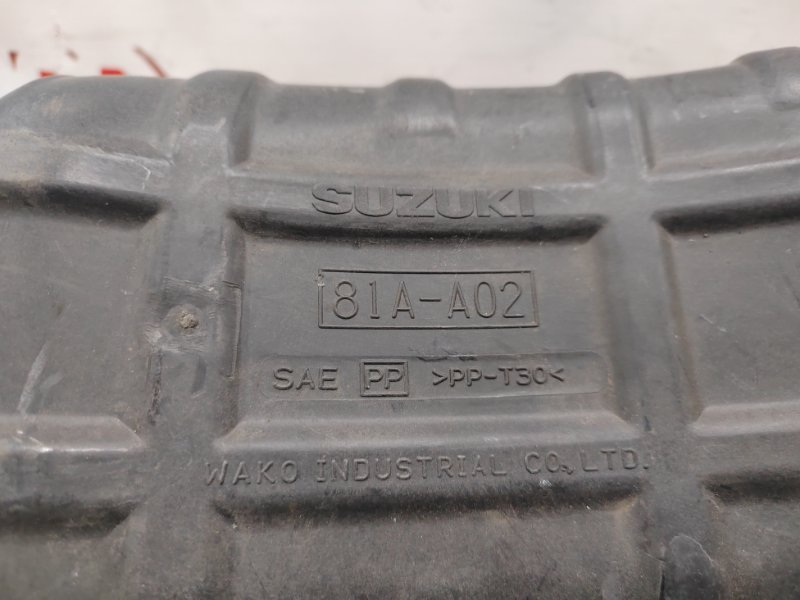 SUZUKI
81A-A02
SAE PP >PP-T30<
WAKO INDUSTRIAL CO., LTD.